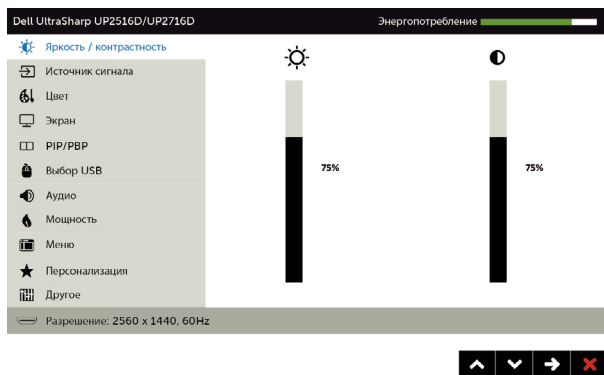 Dell UltraSharp UP2516D/UP2716D
Энергопотребление
Яркость / контрастность
Источник сигнала
Цвет
Экран
PIP/PBP
75%
75%
Выбор USB
Аудио
Мощность
Меню
Персонализация
Другое
Разрешение: 2560 x 1440, 60Hz